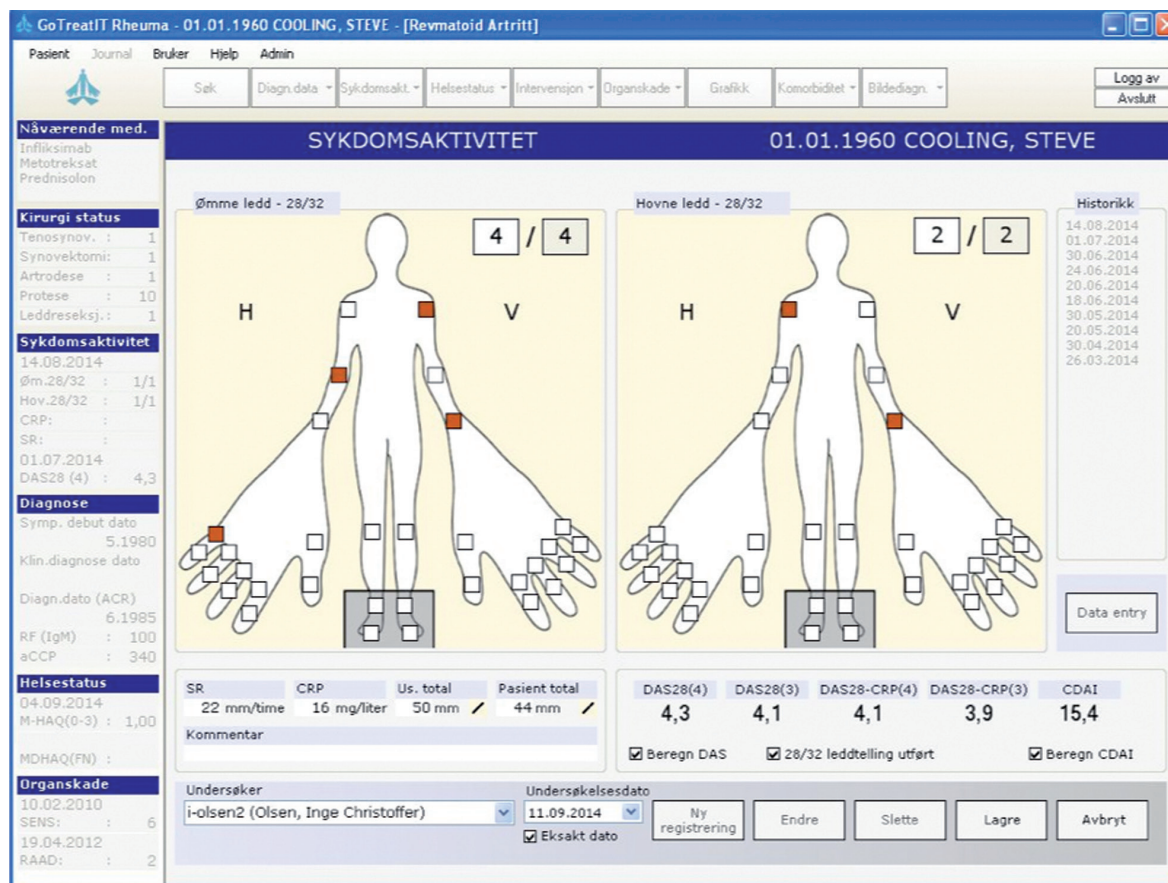 GoTreatIT Rheuma - 01.01.1960 COOLING, STEVE - [Revmatoid Artritt]
Pasient Journal Bruker Hjelp Admin
Søk Diagn.data Sykdomsakt. Helsestatus Intervensjon Organskade Grafikk Komorbiditet Bildediagn.
Logg av
Avslutt
Nåværende med.
Infliksimab
Metotreksat
Prednisolon
Kirurgi status
Tenosynov. : 1
Synovektomi: 1
Artrodese : 1
Protese : 10
Leddreseksj.: 1
Sykdomsaktivitet
14.08.2014
Øm.28/32 : 1/1
Hov.28/32 : 1/1
CRP: :
SR: :
01.07.2014
DAS28 (4) : 4,3
Diagnose
Symp. debut dato
5.1980
Klin.diagnose dato
Diagn.dato (ACR)
6.1985
RF (IgM) : 100
aCCP : 340
Helsestatus
04.09.2014
M-HAQ(0-3) : 1,00
MDHAQ(FN) :
Organskade
10.02.2010
SENS: : 6
19.04.2012
RAAD: : 2
SYKDOMSAKTIVITET 01.01.1960 COOLING, STEVE
Ømme ledd - 28/32
4 / 4
H V
Hovne ledd - 28/32
2 / 2
H V
Historikk
14.08.2014
01.07.2014
30.06.2014
24.06.2014
20.06.2014
18.06.2014
30.05.2014
20.05.2014
30.04.2014
26.03.2014
Data entry
SR CRP Us. total Pasient total
22 mm/time 16 mg/liter 50 mm 44 mm
Kommentar
DAS28(4) DAS28(3) DAS28-CRP(4) DAS28-CRP(3) CDAI
4,3 4,1 4,1 3,9 15,4
Beregn DAS 28/32 leddtelling utført Beregn CDAI
Undersøker Undersøkelsesdato
i-olsen2 (Olsen, Inge Christoffer) 11.09.2014
Eksakt dato
Ny
registrering
Endre Slette Lagre Avbryt